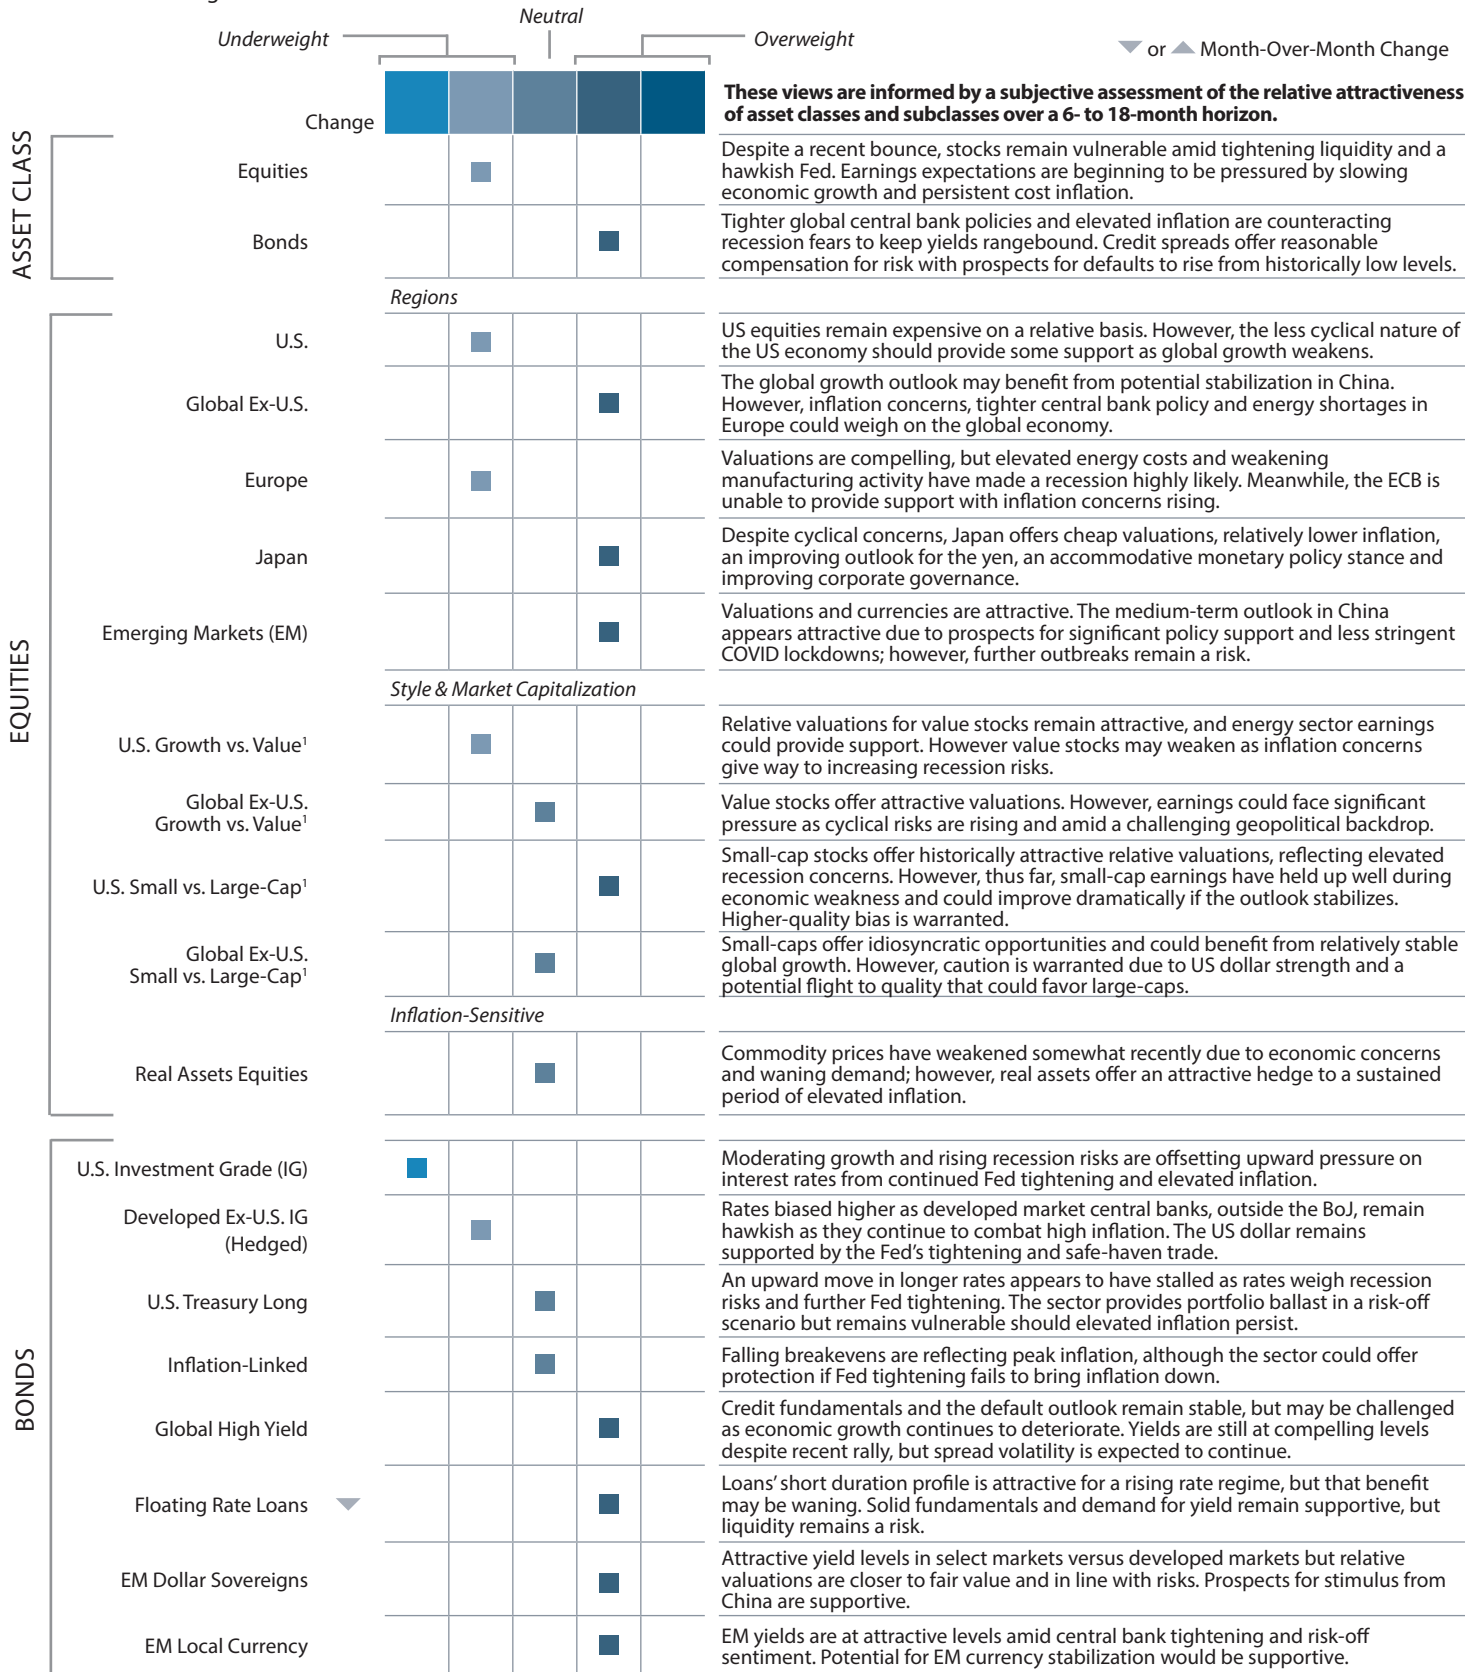 Neutral
Underweight
Overweight
or Month-Over-Month Change
Change
These views are informed by a subjective assessment of the relative attractiveness
of asset classes and subclasses over a 6- to 18-month horizon.
ASSET CLASS
Equities
Despite a recent bounce, stocks remain vulnerable amid tightening liquidity and a
hawkish Fed. Earnings expectations are beginning to be pressured by slowing
economic growth and persistent cost inflation.
Bonds
Tighter global central bank policies and elevated inflation are counteracting
recession fears to keep yields rangebound. Credit spreads offer reasonable
compensation for risk with prospects for defaults to rise from historically low levels.
EQUITIES
Regions
U.S.
US equities remain expensive on a relative basis. However, the less cyclical nature of
the US economy should provide some support as global growth weakens.
Global Ex-U.S.
The global growth outlook may benefit from potential stabilization in China.
However, inflation concerns, tighter central bank policy and energy shortages in
Europe could weigh on the global economy.
Europe
Valuations are compelling, but elevated energy costs and weakening
manufacturing activity have made a recession highly likely. Meanwhile, the ECB is
unable to provide support with inflation concerns rising.
Japan
Despite cyclical concerns, Japan offers cheap valuations, relatively lower inflation,
an improving outlook for the yen, an accommodative monetary policy stance and
improving corporate governance.
Emerging Markets (EM)
Valuations and currencies are attractive. The medium-term outlook in China
appears attractive due to prospects for significant policy support and less stringent
COVID lockdowns; however, further outbreaks remain a risk.
Style & Market Capitalization
U.S. Growth vs. Value¹
Relative valuations for value stocks remain attractive, and energy sector earnings
could provide support. However value stocks may weaken as inflation concerns
give way to increasing recession risks.
Global Ex-U.S.
Growth vs. Value¹
Value stocks offer attractive valuations. However, earnings could face significant
pressure as cyclical risks are rising and amid a challenging geopolitical backdrop.
U.S. Small vs. Large-Cap¹
Small-cap stocks offer historically attractive relative valuations, reflecting elevated
recession concerns. However, thus far, small-cap earnings have held up well during
economic weakness and could improve dramatically if the outlook stabilizes.
Higher-quality bias is warranted.
Global Ex-U.S.
Small vs. Large-Cap¹
Small-caps offer idiosyncratic opportunities and could benefit from relatively stable
global growth. However, caution is warranted due to US dollar strength and a
potential flight to quality that could favor large-caps.
Inflation-Sensitive
Real Assets Equities
Commodity prices have weakened somewhat recently due to economic concerns
and waning demand; however, real assets offer an attractive hedge to a sustained
period of elevated inflation.
BONDS
U.S. Investment Grade (IG)
Moderating growth and rising recession risks are offsetting upward pressure on
interest rates from continued Fed tightening and elevated inflation.
Developed Ex-U.S. IG
(Hedged)
Rates biased higher as developed market central banks, outside the BoJ, remain
hawkish as they continue to combat high inflation. The US dollar remains
supported by the Fed's tightening and safe-haven trade.
U.S. Treasury Long
An upward move in longer rates appears to have stalled as rates weigh recession
risks and further Fed tightening. The sector provides portfolio ballast in a risk-off
scenario but remains vulnerable should elevated inflation persist.
Inflation-Linked
Falling breakevens are reflecting peak inflation, although the sector could offer
protection if Fed tightening fails to bring inflation down.
Global High Yield
Credit fundamentals and the default outlook remain stable, but may be challenged
as economic growth continues to deteriorate. Yields are still at compelling levels
despite recent rally, but spread volatility is expected to continue.
Floating Rate Loans
Loans' short duration profile is attractive for a rising rate regime, but that benefit
may be waning. Solid fundamentals and demand for yield remain supportive, but
liquidity remains a risk.
EM Dollar Sovereigns
Attractive yield levels in select markets versus developed markets but relative
valuations are closer to fair value and in line with risks. Prospects for stimulus from
China are supportive.
EM Local Currency
EM yields are at attractive levels amid central bank tightening and risk-off
sentiment. Potential for EM currency stabilization would be supportive.